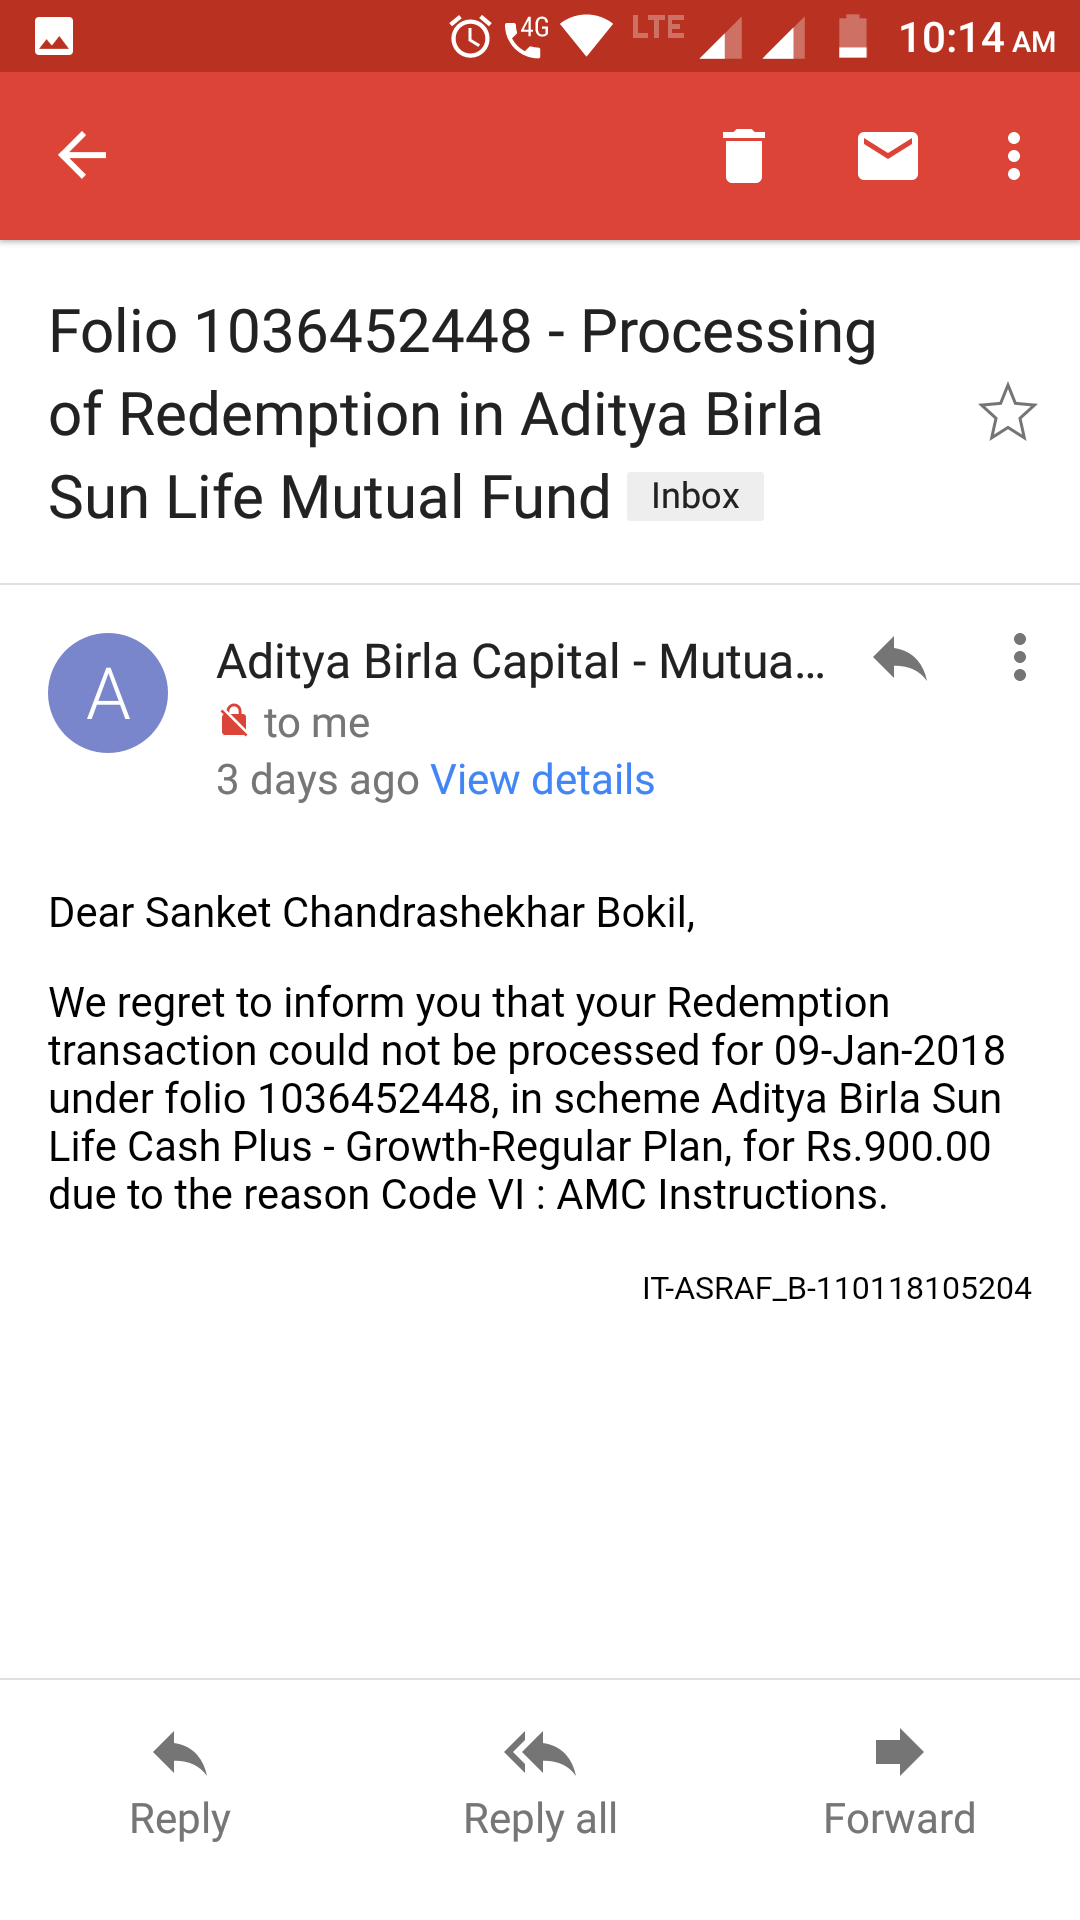 4G LTE 10:14 AM
Folio 1036452448 - Processing
of Redemption in Aditya Birla
Sun Life Mutual Fund Inbox
A
Aditya Birla Capital - Mutua...
to me
3 days ago View details
Dear Sanket Chandrashekhar Bokil,
We regret to inform you that your Redemption
transaction could not be processed for 09-Jan-2018
under folio 1036452448, in scheme Aditya Birla Sun
Life Cash Plus - Growth-Regular Plan, for Rs.900.00
due to the reason Code VI : AMC Instructions.
IT-ASRAF_B-110118105204
Reply Reply all Forward